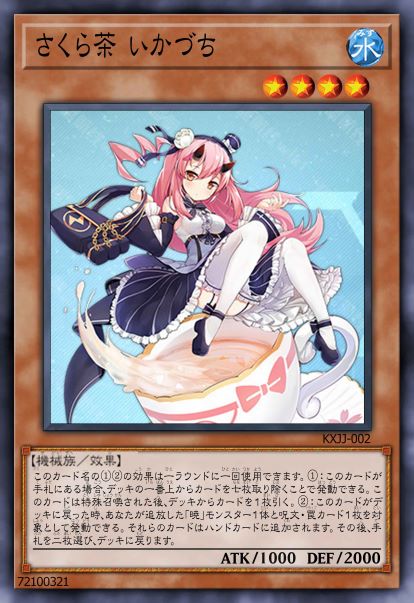 さくら茶 いかづち
水
KXJJ-002
【機械族／効果】
このカード名の①②の効果は一ラウンドに一回使用できます。①：このカードが
手札にある場合、デッキの一番上からカードを七枚取り除くことで発動できる。こ
のカードは特殊召喚された後、デッキからカードを1枚引く。②：このカードがデ
ッキに戻った時、あなたが追放した「暁」モンスター1体と呪文・罠カード1枚を対
象として発動できる。それらのカードはハンドカードに追加されます。その後、手
札を二枚選び、デッキに戻ります。
ATK/1000 DEF/2000
72100321